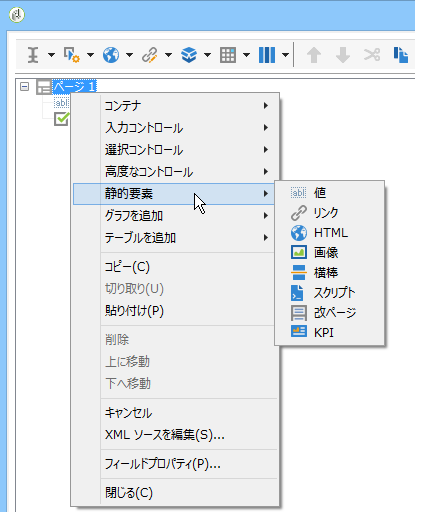 ページ 1
abl
コンテナ
入力コントロール
選択コントロール
高度なコントロール
静的要素
グラフを追加
テーブルを追加
コピー(C)
切り取り(U)
貼り付け(P)
削除
上に移動
下へ移動
キャンセル
XML ソースを編集(S)...
フィールドプロパティ(P)...
閉じる(C)
abl 値
リンク
HTML
画像
横棒
スクリプト
改ページ
KPI